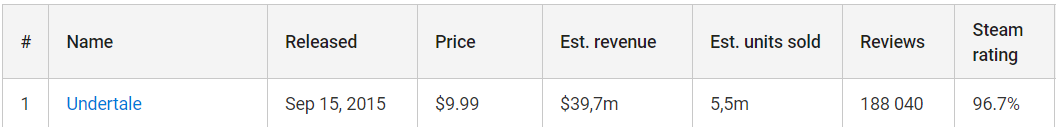 # Name Released Price Est. revenue Est. units sold Reviews Steam rating
1 Undertale Sep 15, 2015 $9.99 $39,7m 5,5m 188 040 96.7%